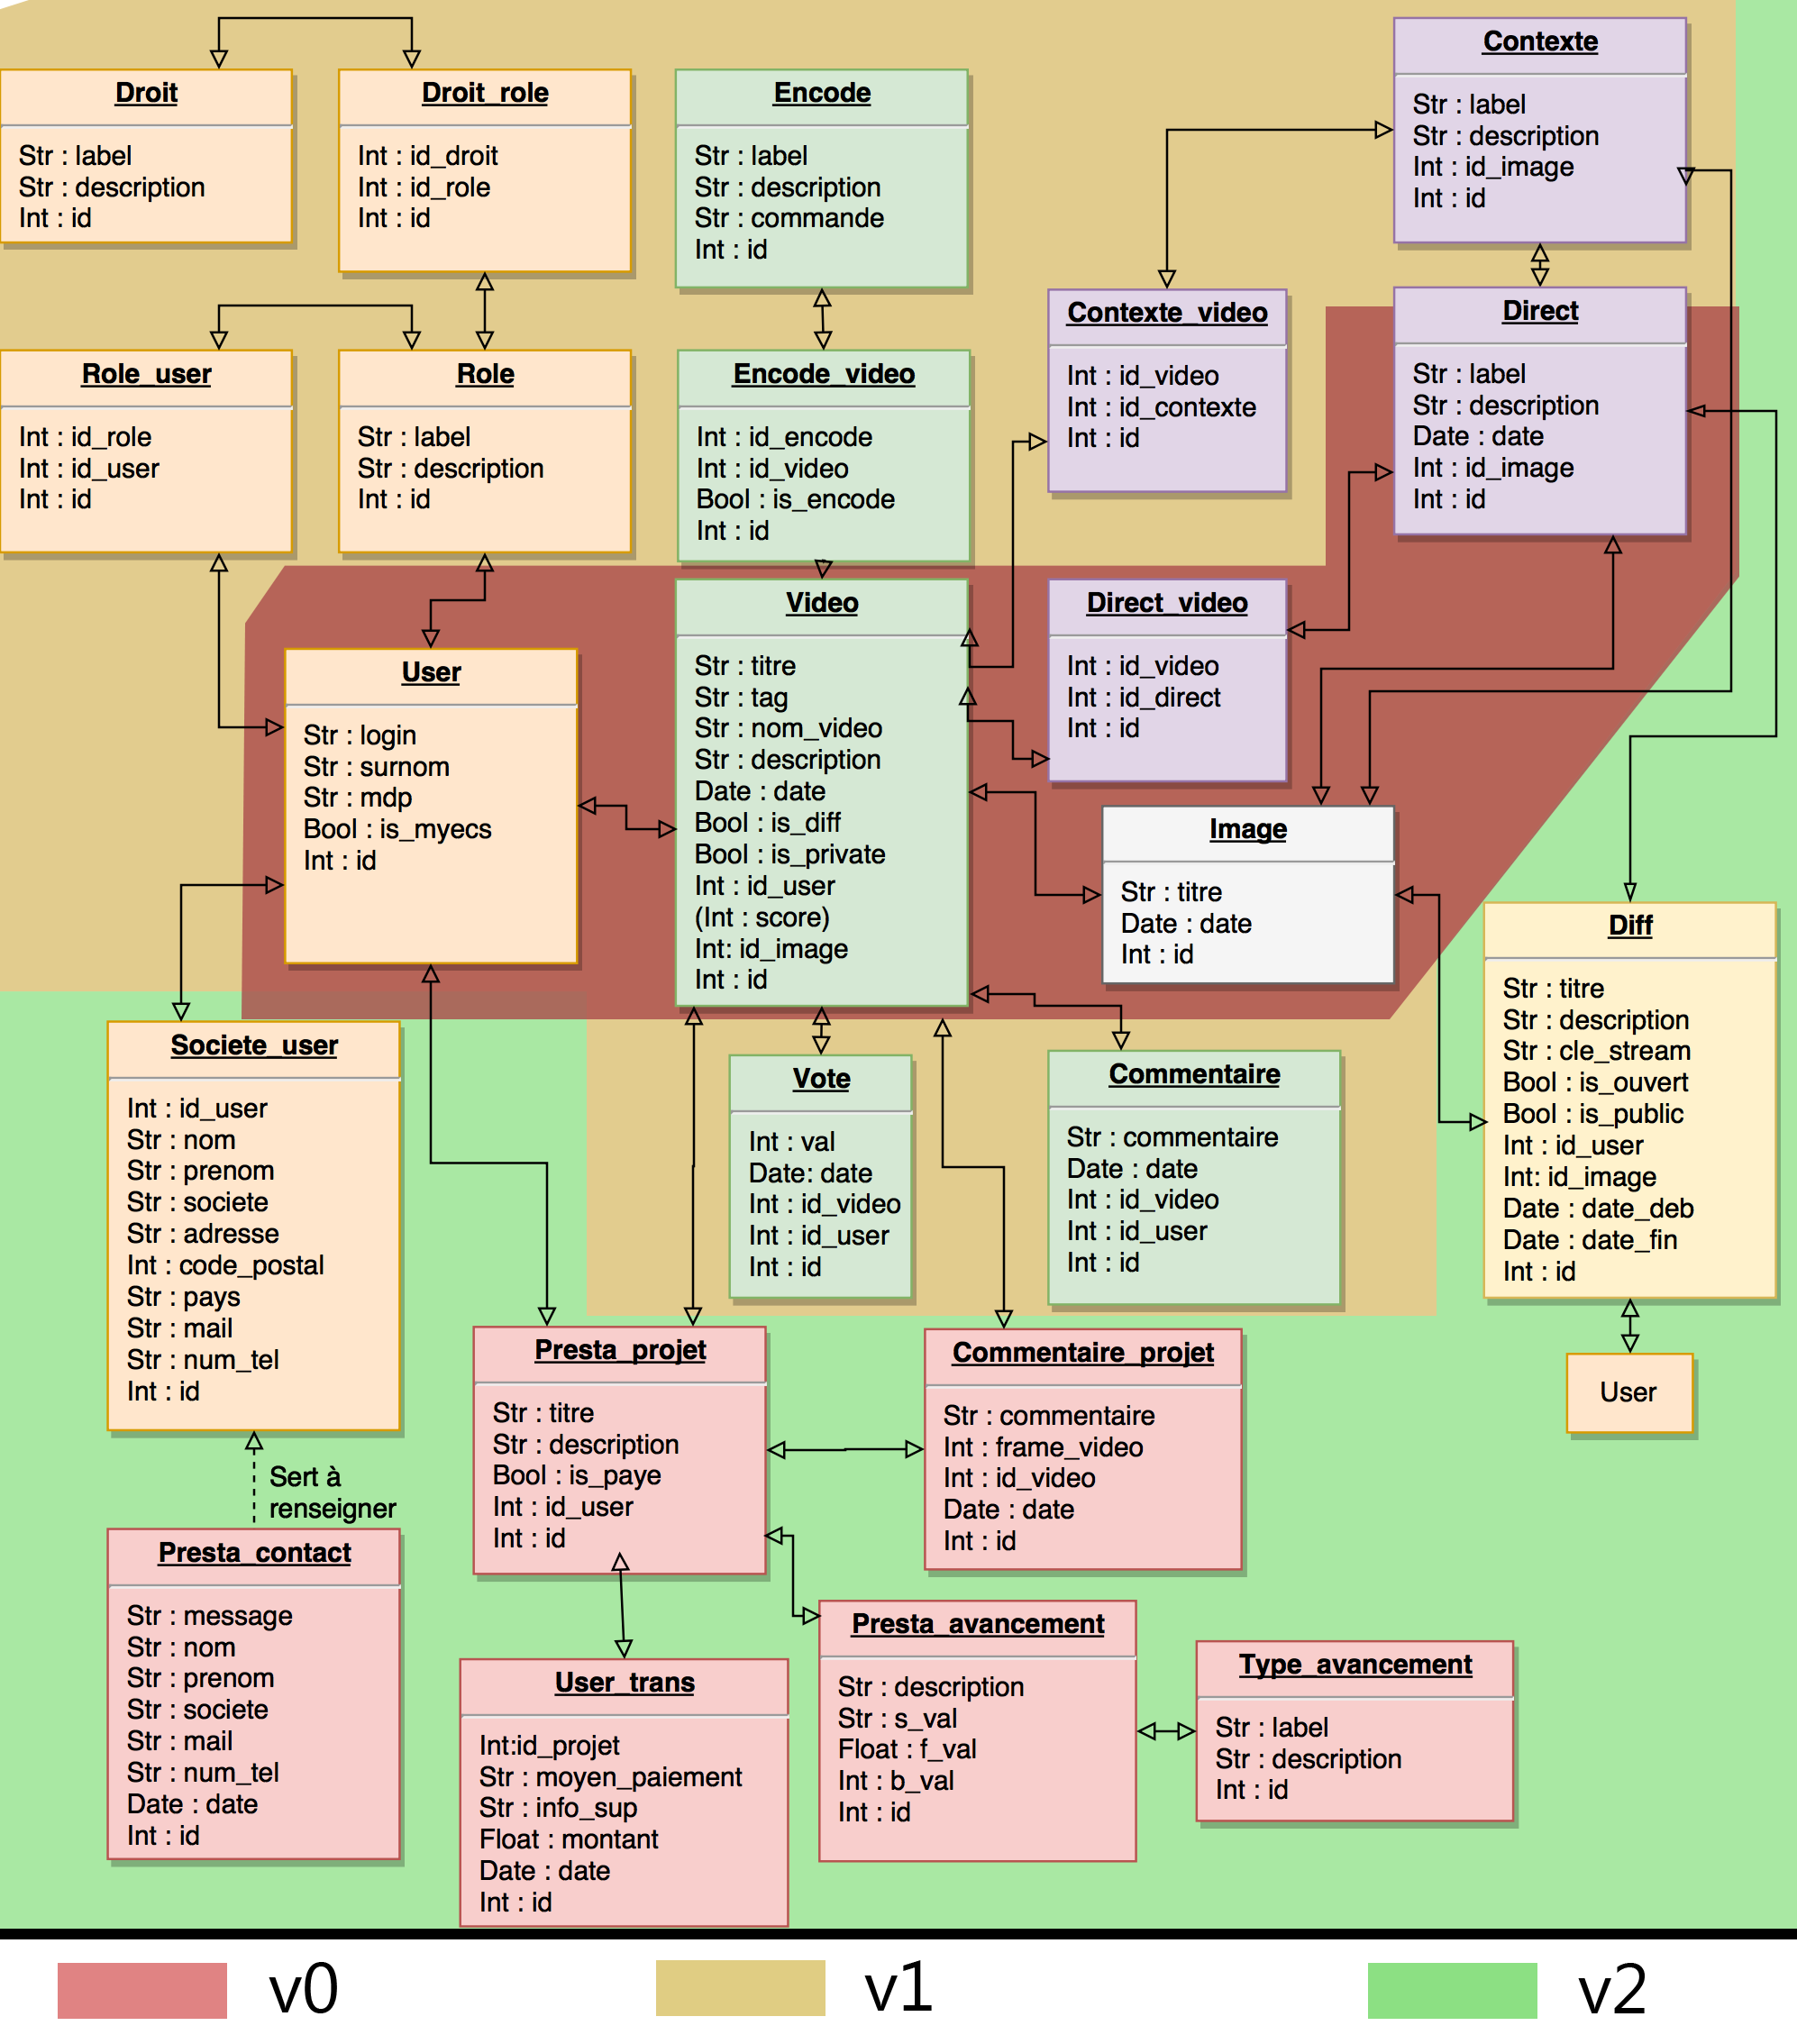 Droit
Str : label
Str : description
Int : id
Droit_role
Int : id_droit
Int : id_role
Int : id
Encode
Str : label
Str : description
Str : commande
Int : id
Contexte
Str : label
Str : description
Int : id_image
Int : id
Role_user
Int : id_role
Int : id_user
Int : id
Role
Str : label
Str : description
Int : id
Encode_video
Int : id_encode
Int : id_video
Bool : is_encode
Int : id
Contexte_video
Int : id_video
Int : id_contexte
Int : id
Direct
Str : label
Str : description
Date : date
Int : id_image
Int : id
User
Str : login
Str : surnom
Str : mdp
Bool : is_myecs
Int : id
Video
Str : titre
Str : tag
Str : nom_video
Str : description
Date : date
Bool : is_diff
Bool : is_private
Int : id_user
(Int : score)
Int: id_image
Int : id
Direct_video
Int : id_video
Int : id_direct
Int : id
Image
Str : titre
Date : date
Int : id
Diff
Str : titre
Str : description
Str : cle_stream
Bool : is_ouvert
Bool : is_public
Int : id_user
Int: id_image
Date : date_deb
Date : date_fin
Int : id
Societe_user
Int : id_user
Str : nom
Str : prenom
Str : societe
Str : adresse
Int : code_postal
Str : pays
Str : mail
Str : num_tel
Int : id
Vote
Int : val
Date: date
Int : id_video
Int : id_user
Int : id
Commentaire
Str : commentaire
Date : date
Int : id_video
Int : id_user
Int : id
User
Presta_projet
Str : titre
Str : description
Bool : is_paye
Int : id_user
Int : id
Commentaire_projet
Str : commentaire
Int : frame_video
Int : id_video
Date : date
Int : id
Sert à
renseigner
Presta_contact
Str : message
Str : nom
Str : prenom
Str : societe
Str : mail
Str : num_tel
Date : date
Int : id
User_trans
Int:id_projet
Str : moyen_paiement
Str : info_sup
Float : montant
Date : date
Int : id
Presta_avancement
Str : description
Str : s_val
Float : f_val
Int : b_val
Int : id
Type_avancement
Str : label
Str : description
Int : id
v0
v1
v2